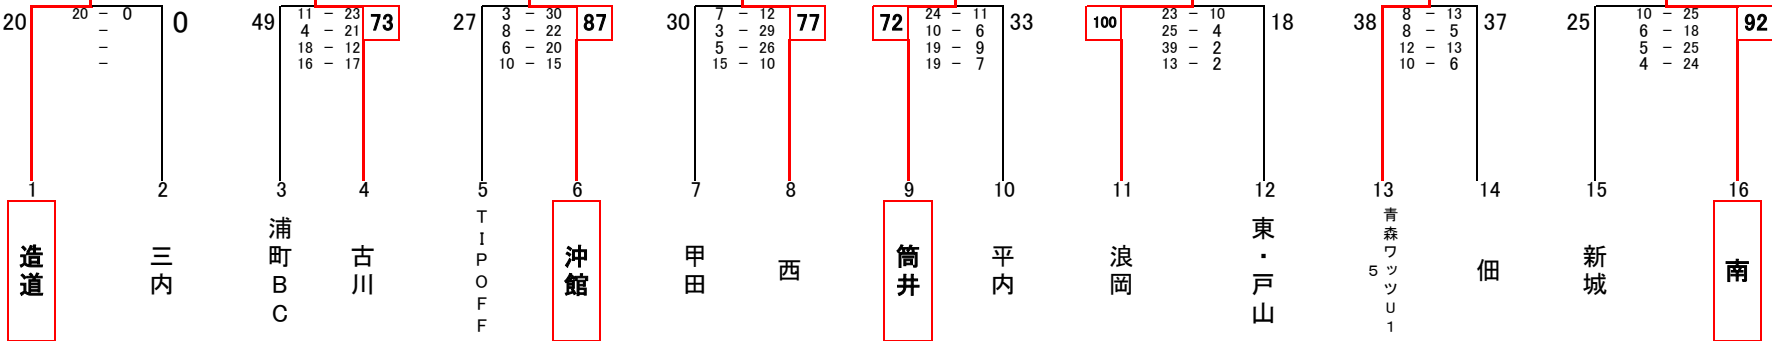 20 20 － 0 0
－
－
－
49 11 － 23 73
4 － 21
18 － 12
16 － 17
27 3 － 30 87
8 － 22
6 － 20
10 － 15
30 7 － 12 77
3 － 29
5 － 26
15 － 10
72 24 － 11 33
10 － 6
19 － 9
19 － 7
100 23 － 10 18
25 － 4
39 － 2
13 － 2
38 8 － 13 37
8 － 5
12 － 13
10 － 6
25 10 － 25 92
6 － 18
5 － 25
4 － 24
1 2 3 4 5 6 7 8 9 10 11 12 13 14 15 16
造道
三内
浦町BC
古川
TIPOFF
沖館
甲田
西
筒井
平内
浪岡
東・戸山
青森ワッツU15
佃
新城
南